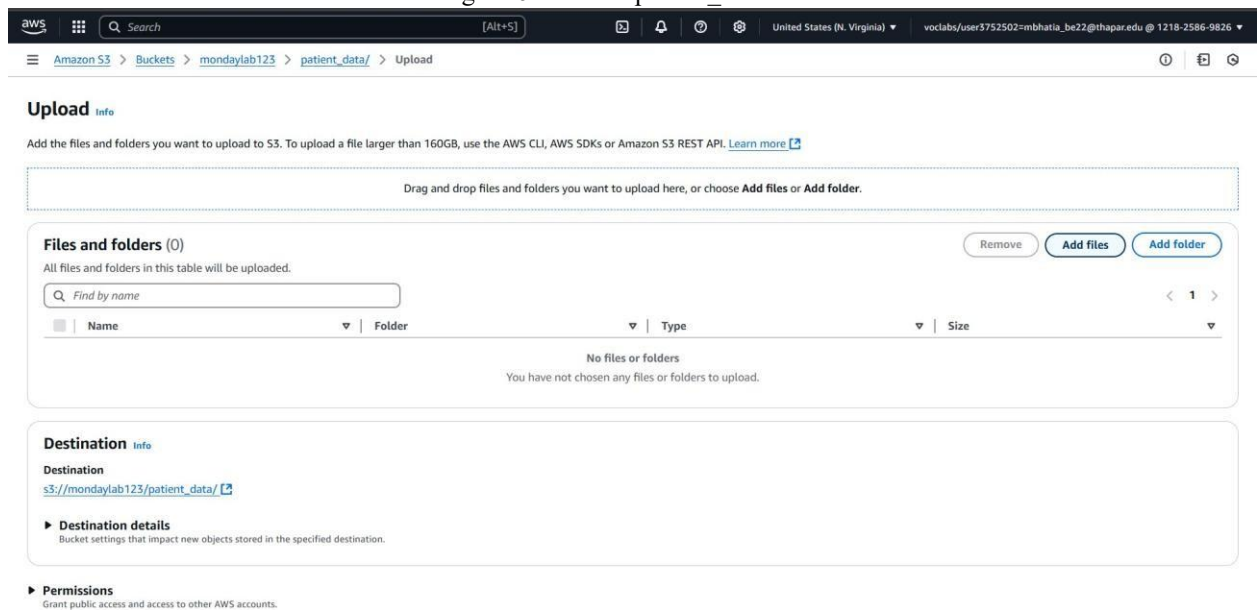 aws Search [Alt+S] United States (N. Virginia) voclabs/user3752502=mbhatia_be22@thapar.edu @ 1218-2586-9826
Amazon S3 > Buckets > mondaylab123 > patient_data/ > Upload
Upload Info
Add the files and folders you want to upload to S3. To upload a file larger than 160GB, use the AWS CLI, AWS SDKs or Amazon S3 REST API. Learn more
Drag and drop files and folders you want to upload here, or choose Add files or Add folder.
Files and folders (0) Remove Add files Add folder
All files and folders in this table will be uploaded.
Find by name < 1 >
Name Folder Type Size
No files or folders
You have not chosen any files or folders to upload.
Destination Info
Destination
s3://mondaylab123/patient_data/
Destination details
Bucket settings that impact new objects stored in the specified destination.
Permissions
Grant public access and access to other AWS accounts.